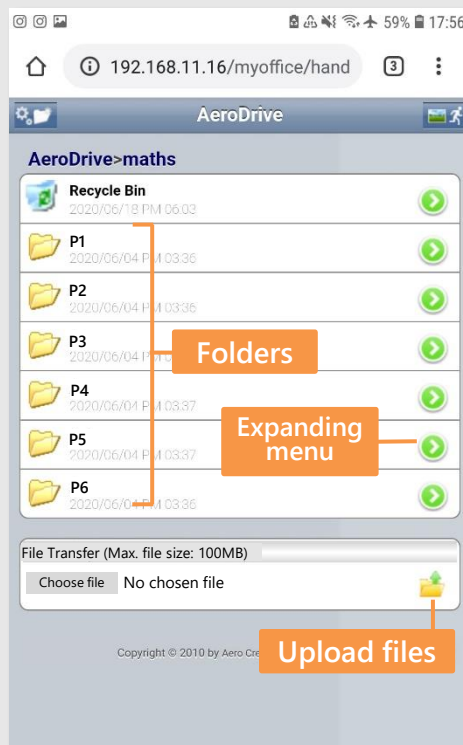 59% 17:56
192.168.11.16/myoffice/hand 3
AeroDrive
AeroDrive>maths
Recycle Bin
2020/06/18 PM 06:03
P1
2020/06/04 PM 03:36
P2
2020/06/04 PM 03:36
P3
2020/06/04
Folders
P4
2020/06/04 PM 03:37
Expanding
menu
P5
2020/06/04 PM 03:37
P6
2020/06/04 PM 03:36
File Transfer (Max. file size: 100MB)
Choose file No chosen file
Copyright © 2010 by Aero
Upload files